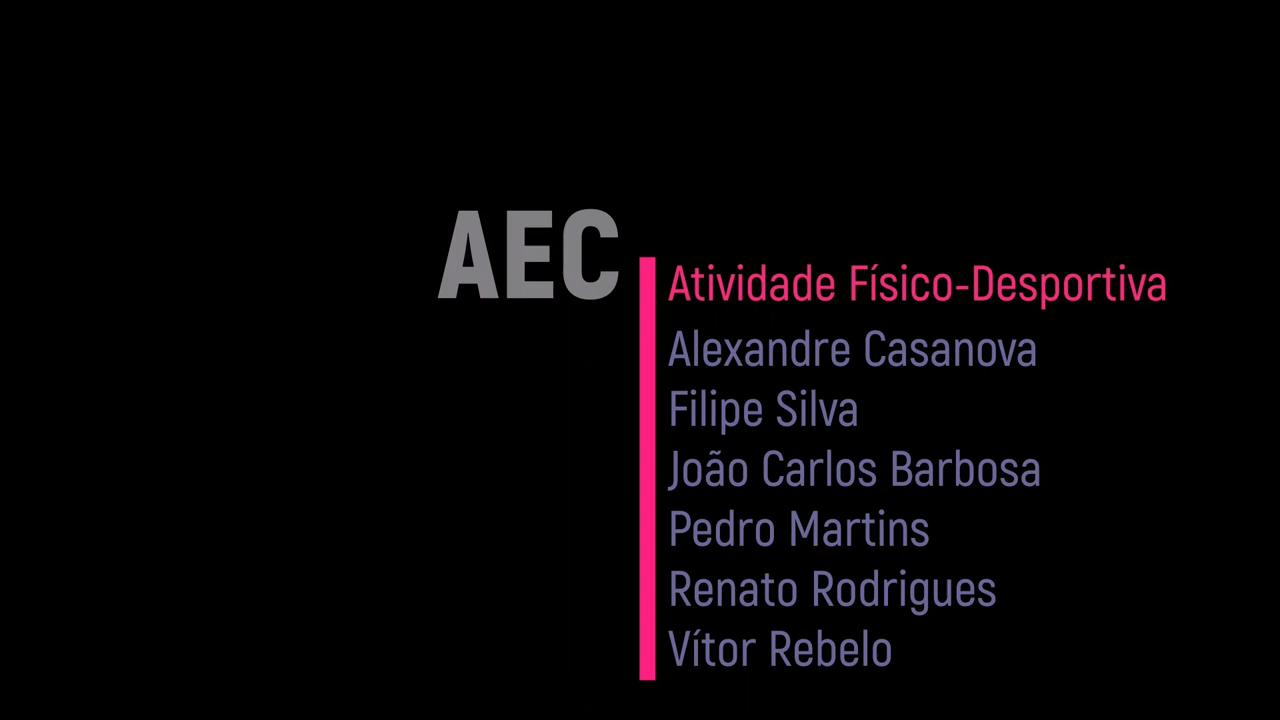 AEC
Atividade Físico-Desportiva
Alexandre Casanova
Filipe Silva
João Carlos Barbosa
Pedro Martins
Renato Rodrigues
Vítor Rebelo